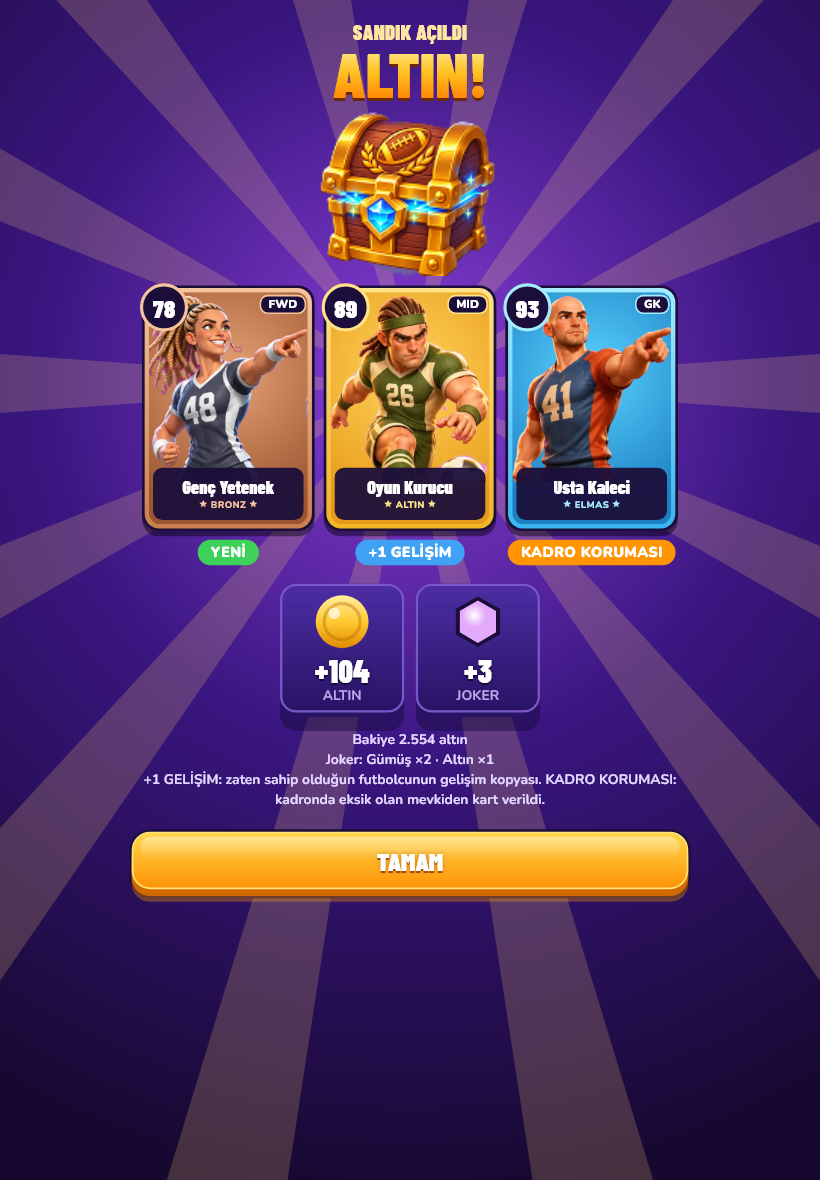 SANDIK AÇILDI
ALTIN!
78 FWD
89 MID
93 GK
48
26
41
Genç Yetenek
★ BRONZ ★
Oyun Kurucu
★ ALTIN ★
Usta Kaleci
★ ELMAS ★
YENİ
+1 GELİŞİM
KADRO KORUMASI
+104
ALTIN
+3
JOKER
Bakiye 2.554 altın
Joker: Gümüş ×2 · Altın ×1
+1 GELİŞİM: zaten sahip olduğun futbolcunun gelişim kopyası. KADRO KORUMASI:
kadronda eksik olan mevkiden kart verildi.
TAMAM